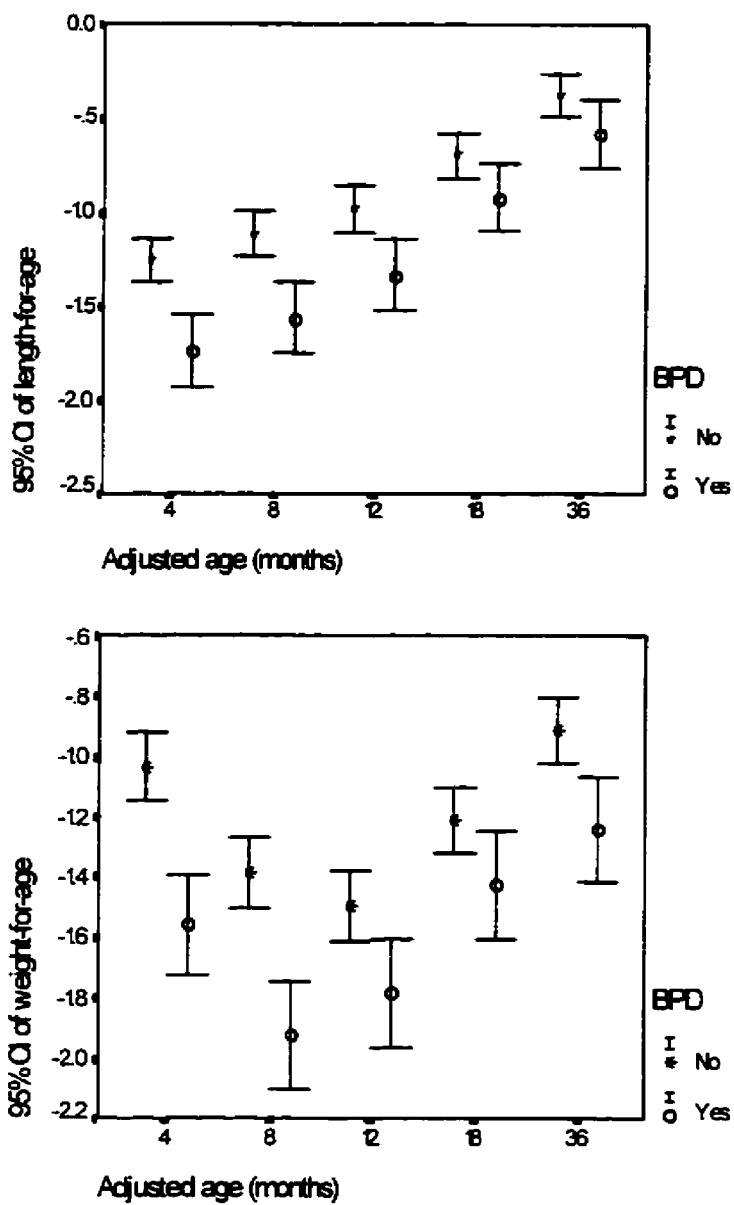 0.0
-.5
-1.0
-1.5
-2.0
-2.5
95% CI of length-for-age
4 8 12 18 36
Adjusted age (months)
BPD
No
Yes
-.6
-.8
-1.0
-1.2
-1.4
-1.6
-1.8
-2.0
-2.2
95% CI of weight-for-age
4 8 12 18 36
Adjusted age (months)
BPD
No
Yes